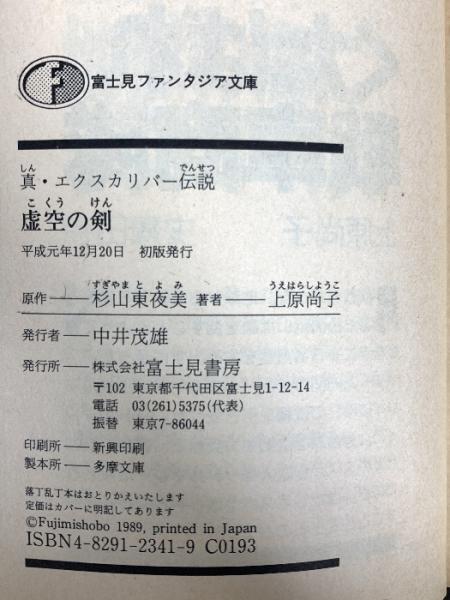 F
富士見ファンタジア文庫
しん でんせつ
真・エクスカリバー伝説
こくう けん
虚空の剣
平成元年12月20日 初版発行
すぎやまとよみ うえはらしようこ
原作━杉山東夜美 著者━上原尚子
発行者━中井茂雄
発行所━株式会社富士見書房
〒102 東京都千代田区富士見1-12-14
電話 03(261)5375(代表)
振替 東京7-86044
印刷所━新興印刷
製本所━多摩文庫
落丁乱丁本はおとりかえいたします
定価はカバーに明記してあります
©Fujimishobo 1989, printed in Japan
ISBN4-8291-2341-9 C0193